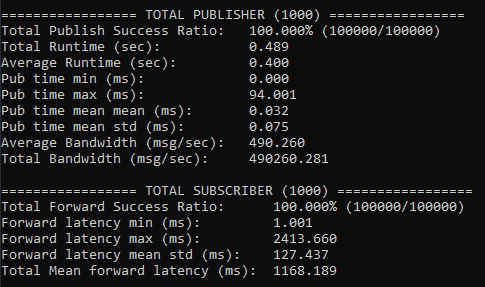 ================= TOTAL PUBLISHER (1000) =================
Total Publish Success Ratio:   100.000% (100000/100000)
Total Runtime (sec):           0.489
Average Runtime (sec):         0.400
Pub time min (ms):             0.000
Pub time max (ms):             94.001
Pub time mean mean (ms):       0.032
Pub time mean std (ms):        0.075
Average Bandwidth (msg/sec):   490.260
Total Bandwidth (msg/sec):     490260.281

================= TOTAL SUBSCRIBER (1000) =================
Total Forward Success Ratio:      100.000% (100000/100000)
Forward latency min (ms):         1.001
Forward latency max (ms):         2413.660
Forward latency mean std (ms):    127.437
Total Mean forward latency (ms):  1168.189